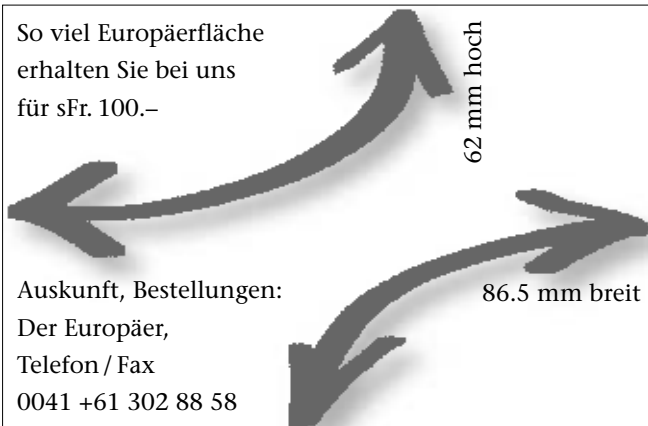 So viel Europäerfläche
erhalten Sie bei uns
für sFr. 100.–
62 mm hoch
86.5 mm breit
Auskunft, Bestellungen:
Der Europäer,
Telefon / Fax
0041 +61 302 88 58